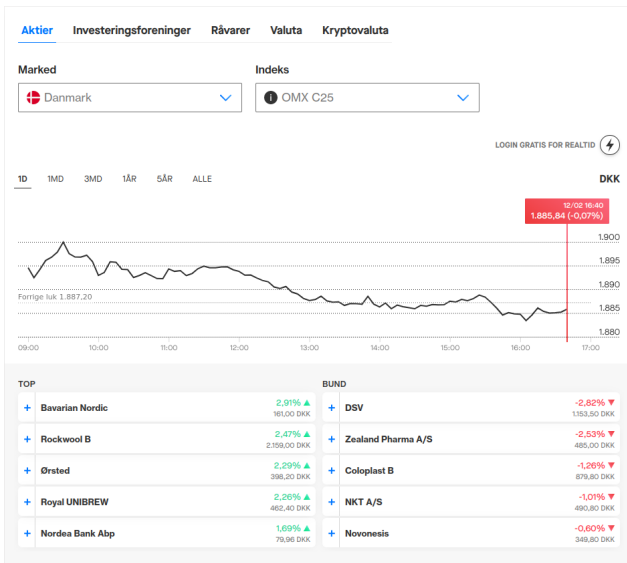 Aktier Investeringsforeninger Råvarer Valuta Kryptovaluta
Marked Indeks
Danmark OMX C25
LOGIN GRATIS FOR REALTID
1D 1MD 3MD 1ÅR 5ÅR ALLE DKK
12/02 16:40
1.885,84 (-0,07%)
1.900
1.895
1.890
Forrige luk 1.887,20
1.885
1.880
09:00 10:00 11:00 12:00 13:00 14:00 15:00 16:00 17:00
TOP BUND
+ Bavarian Nordic 2,91% ▲ + DSV -2,82% ▼
161,00 DKK 1.153,50 DKK
+ Rockwool B 2,47% ▲ + Zealand Pharma A/S -2,53% ▼
2.159,00 DKK 485,00 DKK
+ Ørsted 2,29% ▲ + Coloplast B -1,26% ▼
398,20 DKK 879,80 DKK
+ Royal UNIBREW 2,26% ▲ + NKT A/S -1,01% ▼
462,40 DKK 490,80 DKK
+ Nordea Bank Abp 1,69% ▲ + Novonesis -0,60% ▼
79,96 DKK 349,80 DKK